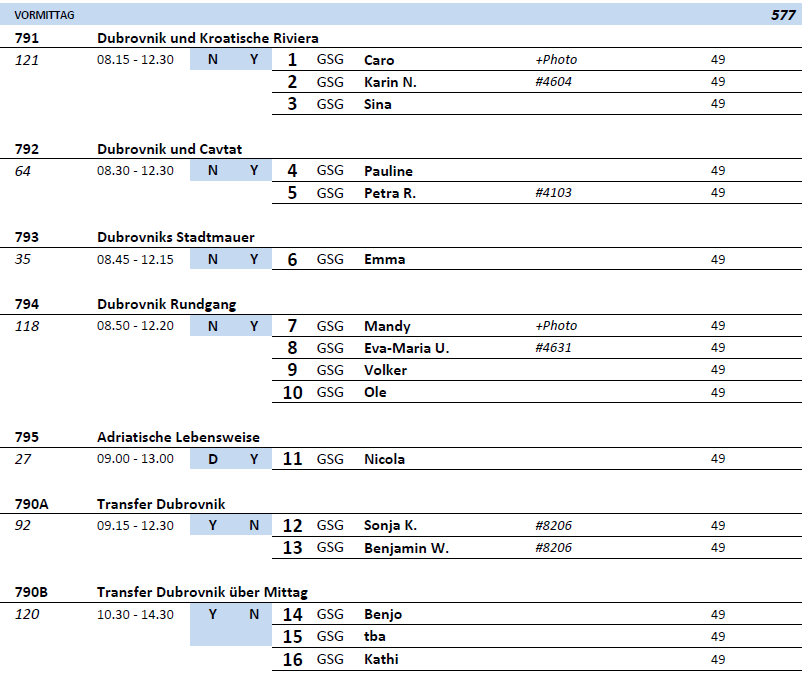 VORMITTAG 577
791 Dubrovnik und Kroatische Riviera
121 08.15 - 12.30 N Y 1 GSG Caro +Photo 49
2 GSG Karin N. #4604 49
3 GSG Sina 49
792 Dubrovnik und Cavtat
64 08.30 - 12.30 N Y 4 GSG Pauline 49
5 GSG Petra R. #4103 49
793 Dubrovniks Stadtmauer
35 08.45 - 12.15 N Y 6 GSG Emma 49
794 Dubrovnik Rundgang
118 08.50 - 12.20 N Y 7 GSG Mandy +Photo 49
8 GSG Eva-Maria U. #4631 49
9 GSG Volker 49
10 GSG Ole 49
795 Adriatische Lebensweise
27 09.00 - 13.00 D Y 11 GSG Nicola 49
790A Transfer Dubrovnik
92 09.15 - 12.30 Y N 12 GSG Sonja K. #8206 49
13 GSG Benjamin W. #8206 49
790B Transfer Dubrovnik über Mittag
120 10.30 - 14.30 Y N 14 GSG Benjo 49
15 GSG tba 49
16 GSG Kathi 49